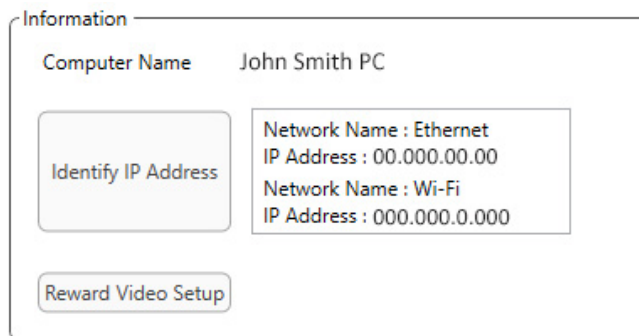 Information
Computer Name John Smith PC
Identify IP Address
Network Name : Ethernet
IP Address : 00.000.00.00
Network Name : Wi-Fi
IP Address : 000.000.0.000
Reward Video Setup